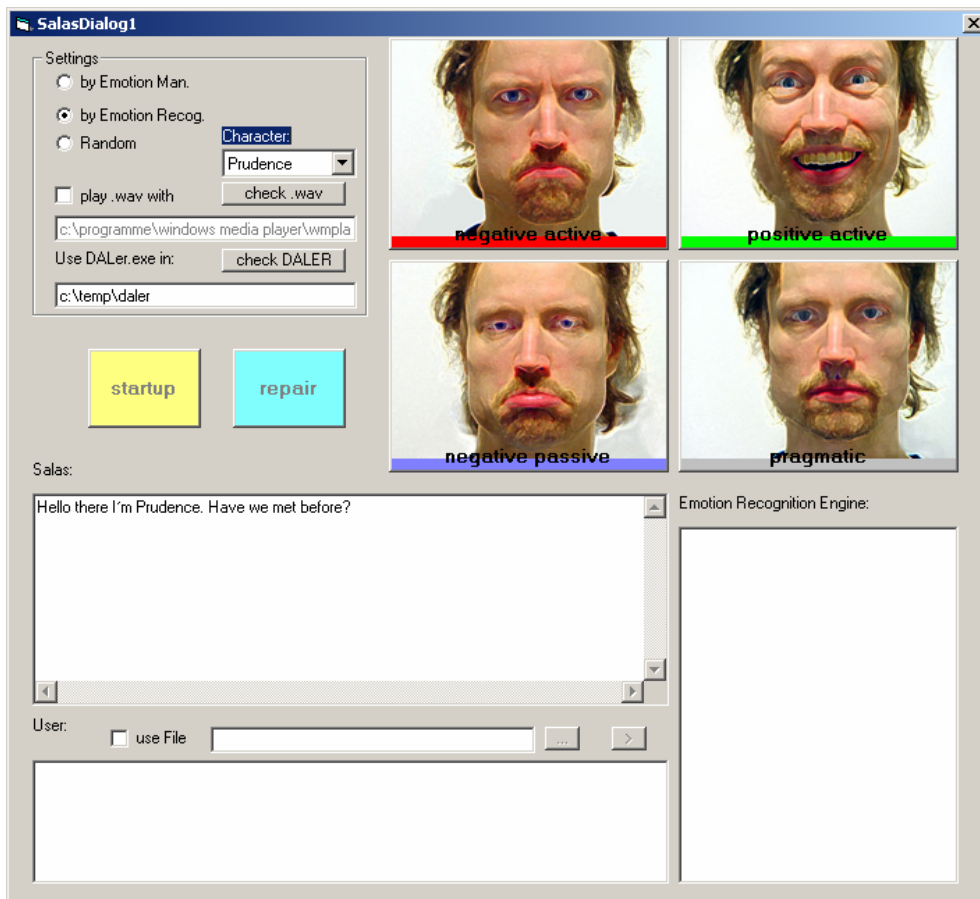 SalasDialog1
Settings
by Emotion Man.
by Emotion Recog.
Random
Character:
Prudence
play .wav with
check .wav
c:\programme\windows media player\wmpla
Use DALer.exe in:
check DALER
c:\temp\daler
negative active
positive active
startup
repair
negative passive
pragmatic
Salas:
Hello there I´m Prudence. Have we met before?
Emotion Recognition Engine:
User:
use File
...
>